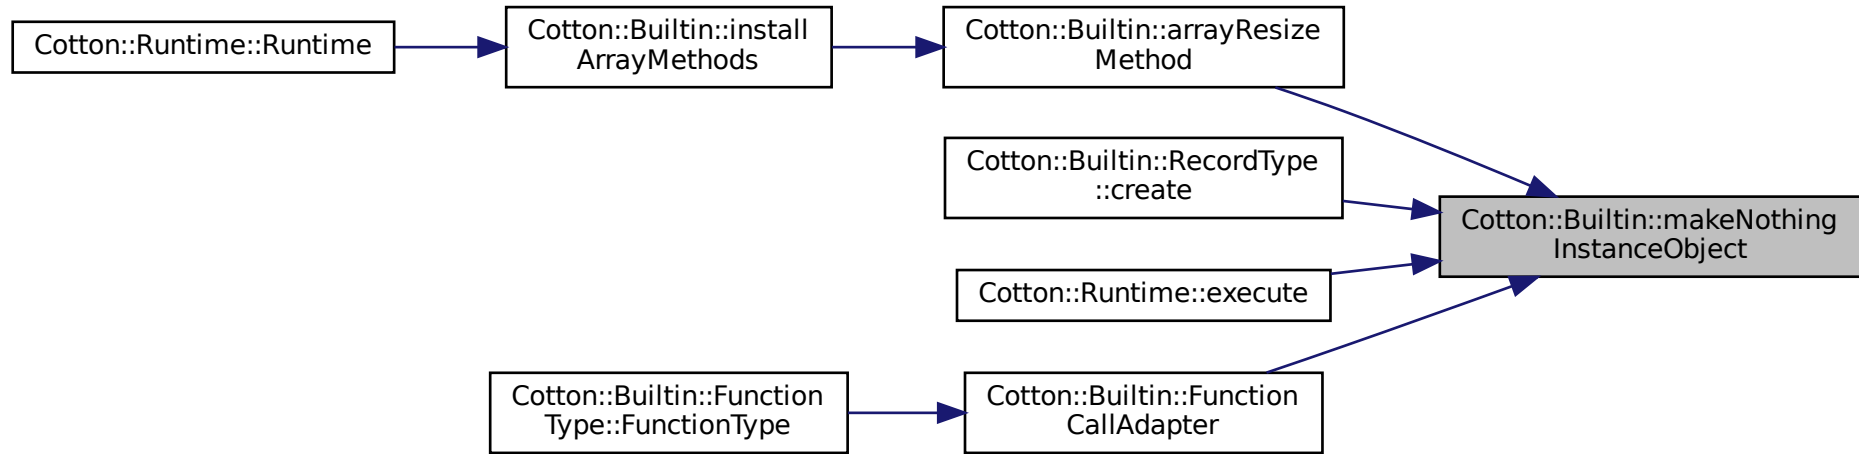 Cotton::Runtime::Runtime
Cotton::Builtin::install
ArrayMethods
Cotton::Builtin::arrayResize
Method
Cotton::Builtin::RecordType
::create
Cotton::Builtin::makeNothing
InstanceObject
Cotton::Runtime::execute
Cotton::Builtin::Function
Type::FunctionType
Cotton::Builtin::Function
CallAdapter